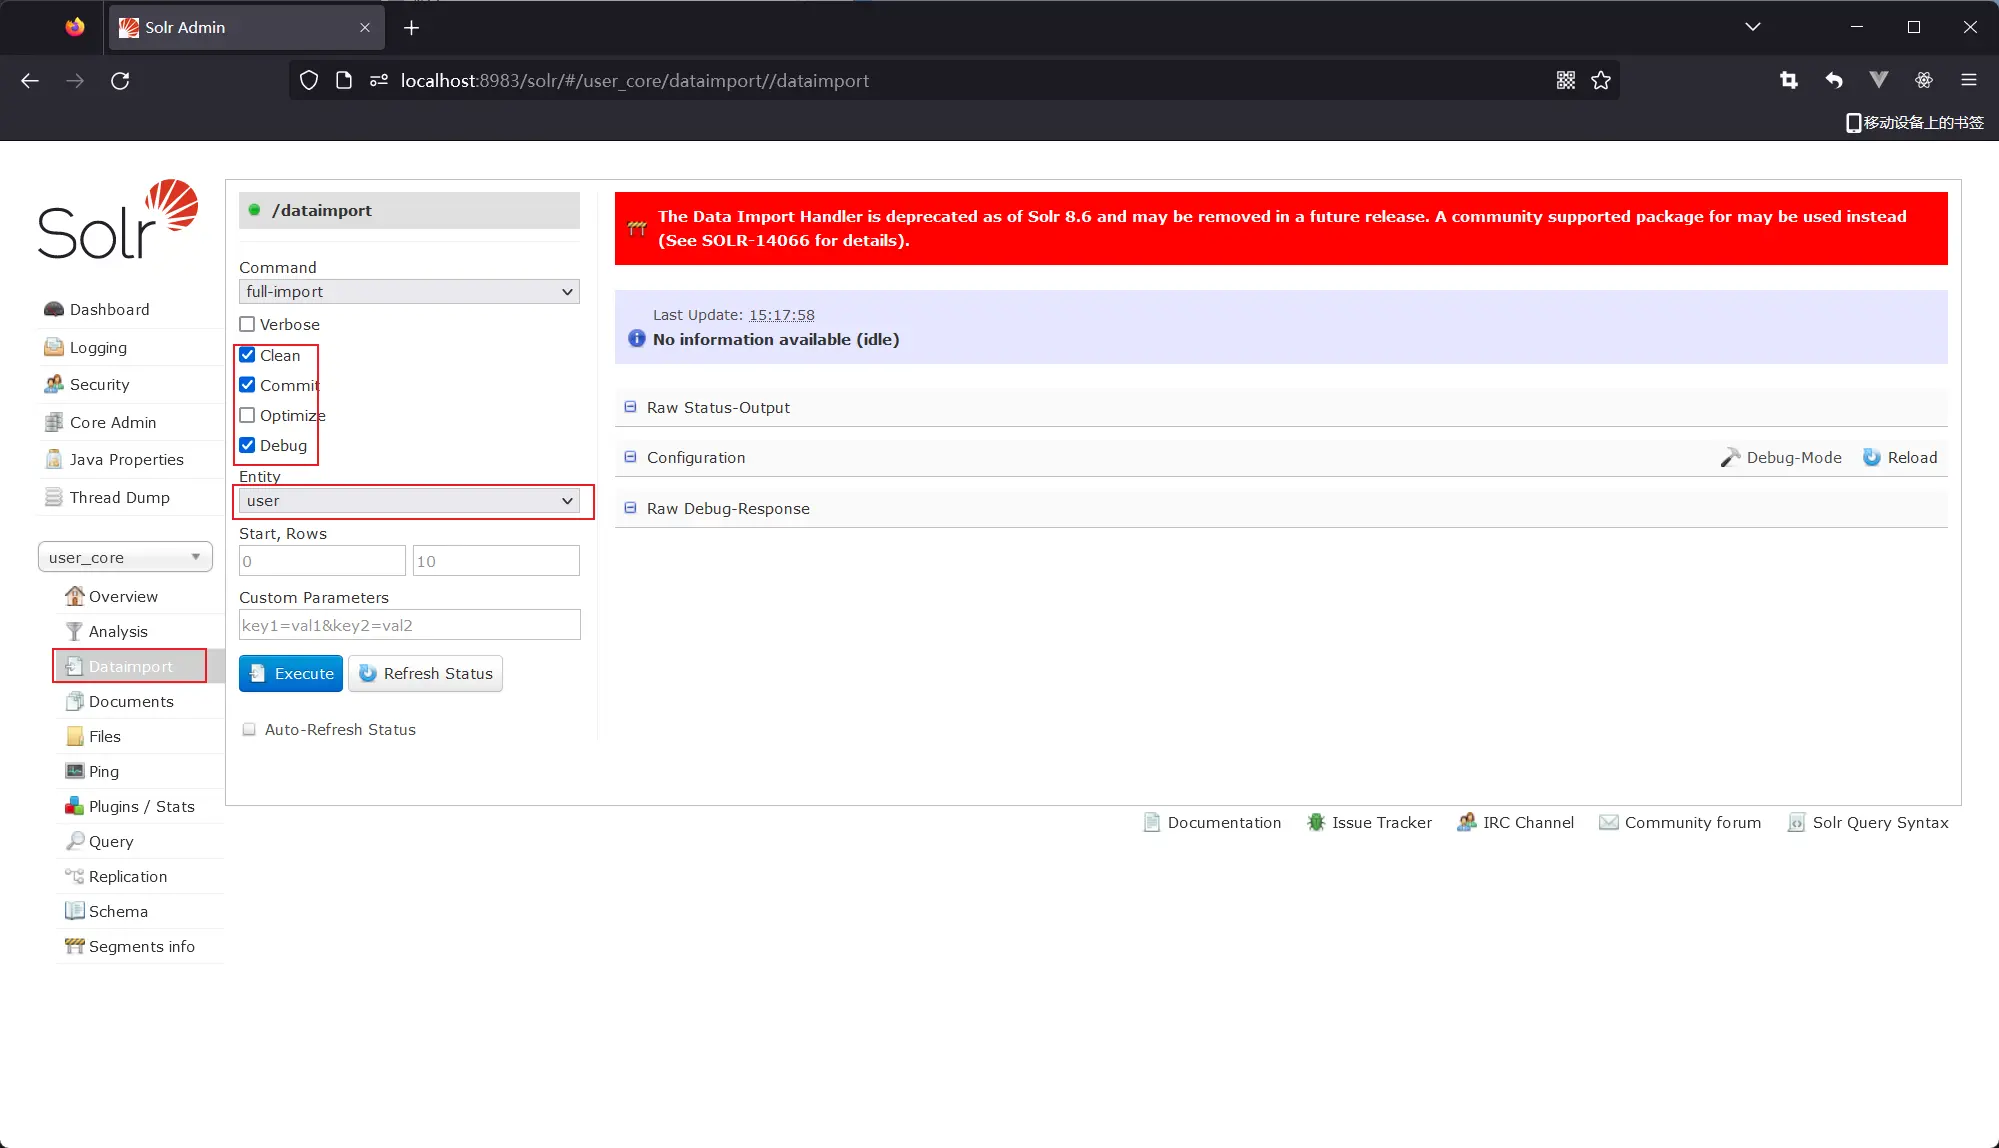 Solr Admin
localhost:8983/solr/#/user_core/dataimport//dataimport
移动设备上的书签
Solr
Dashboard
Logging
Security
Core Admin
Java Properties
Thread Dump
user_core
Overview
Analysis
Dataimport
Documents
Files
Ping
Plugins / Stats
Query
Replication
Schema
Segments info
/dataimport
Command
full-import
Verbose
Clean
Commit
Optimize
Debug
Entity
user
Start, Rows
0 10
Custom Parameters
key1=val1&key2=val2
Execute Refresh Status
Auto-Refresh Status
The Data Import Handler is deprecated as of Solr 8.6 and may be removed in a future release. A community supported package for may be used instead
(See SOLR-14066 for details).
Last Update: 15:17:58
No information available (idle)
Raw Status-Output
Configuration Debug-Mode Reload
Raw Debug-Response
Documentation Issue Tracker IRC Channel Community forum Solr Query Syntax